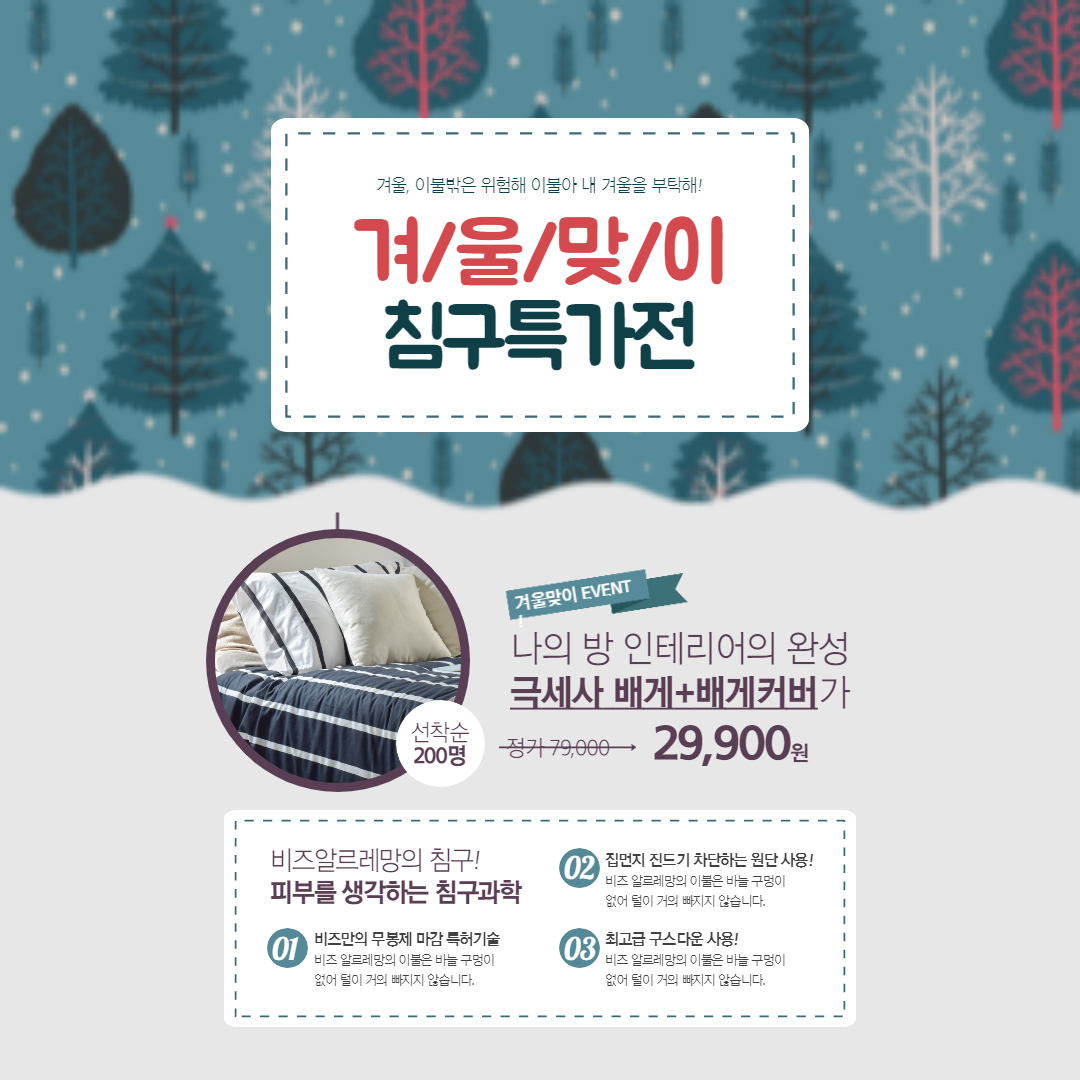 겨울, 이불밖은 위험해 이불아 내 겨울을 부탁해!
겨/울/맞/이
침구특가전
겨울맞이 EVENT
!
나의 방 인테리어의 완성
극세사 배게+배게커버가
선착순
200명
정가 79,000
29,900원
비즈알르레망의 침구!
피부를 생각하는 침구과학
01
비즈만의 무봉제 마감 특허기술
비즈 알르레망의 이불은 바늘 구멍이
없어 털이 거의 빠지지 않습니다.
02
집먼지 진드기 차단하는 원단 사용!
비즈 알르레망의 이불은 바늘 구멍이
없어 털이 거의 빠지지 않습니다.
03
최고급 구스다운 사용!
비즈 알르레망의 이불은 바늘 구멍이
없어 털이 거의 빠지지 않습니다.